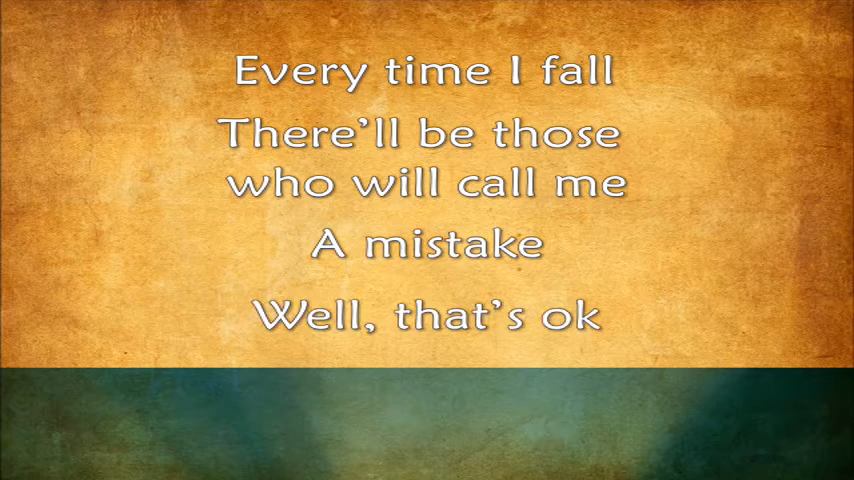 Every time I fall
There’ll be those
who will call me
A mistake
Well, that’s ok